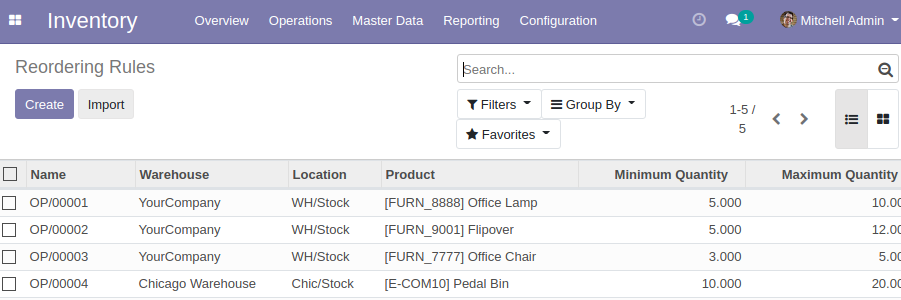 Inventory Overview Operations Master Data Reporting Configuration 1 Mitchell Admin
Reordering Rules
Search...
Create Import
Filters Group By
1-5 /
5
Favorites
Name Warehouse Location Product Minimum Quantity Maximum Quantity
OP/00001 YourCompany WH/Stock [FURN_8888] Office Lamp 5.000 10.00
OP/00002 YourCompany WH/Stock [FURN_9001] Flipover 5.000 12.00
OP/00003 YourCompany WH/Stock [FURN_7777] Office Chair 3.000 5.00
OP/00004 Chicago Warehouse Chic/Stock [E-COM10] Pedal Bin 10.000 20.00